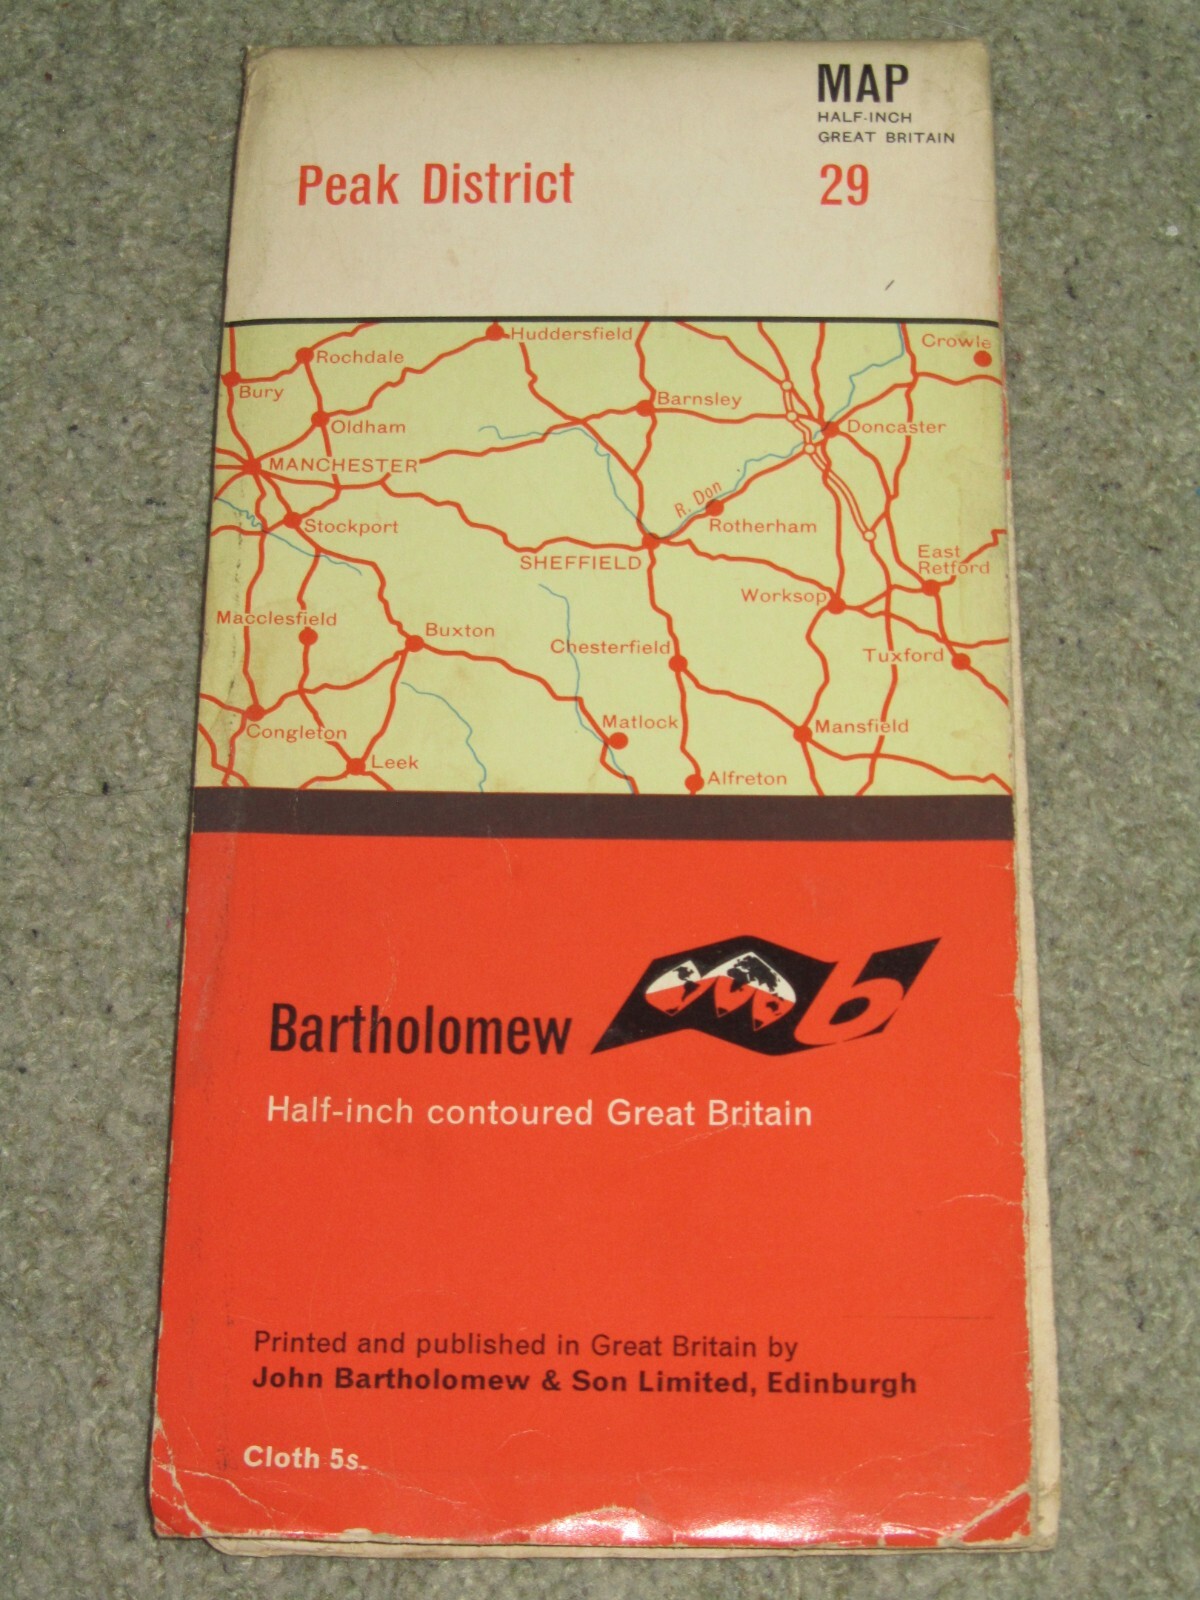 MAP
HALF-INCH
GREAT BRITAIN
Peak District
29
Huddersfield
Crowle
Rochdale
Bury
Barnsley
Oldham
Doncaster
MANCHESTER
R. Don
Stockport
Rotherham
SHEFFIELD
East
Retford
Worksop
Macclesfield
Buxton
Chesterfield
Tuxford
Matlock
Mansfield
Congleton
Leek
Alfreton
b
Bartholomew
Half-inch contoured Great Britain
Printed and published in Great Britain by
John Bartholomew & Son Limited, Edinburgh
Cloth 5s.